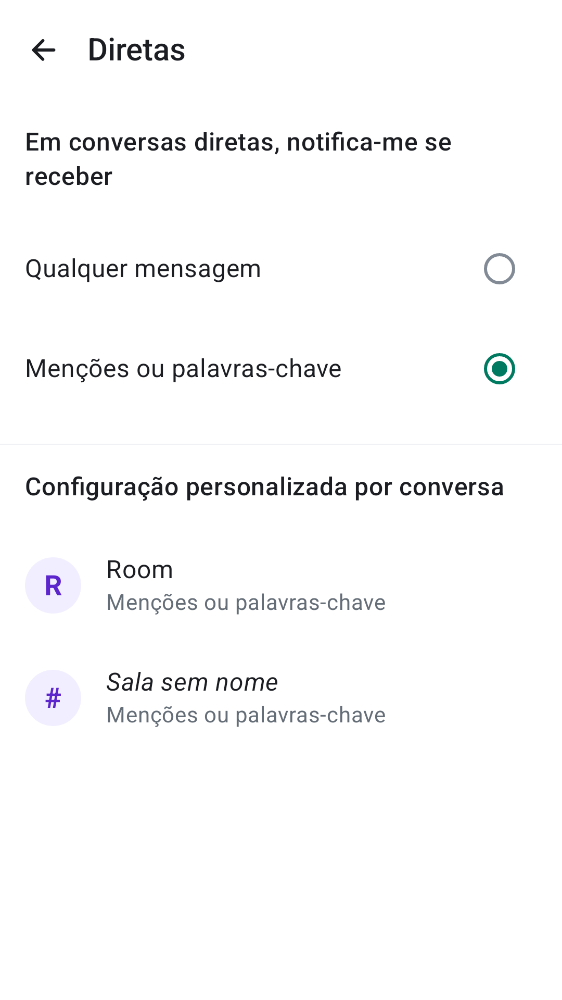 Diretas
Em conversas diretas, notifica-me se
receber
Qualquer mensagem
Menções ou palavras-chave
Configuração personalizada por conversa
R
Room
Menções ou palavras-chave
#
Sala sem nome
Menções ou palavras-chave